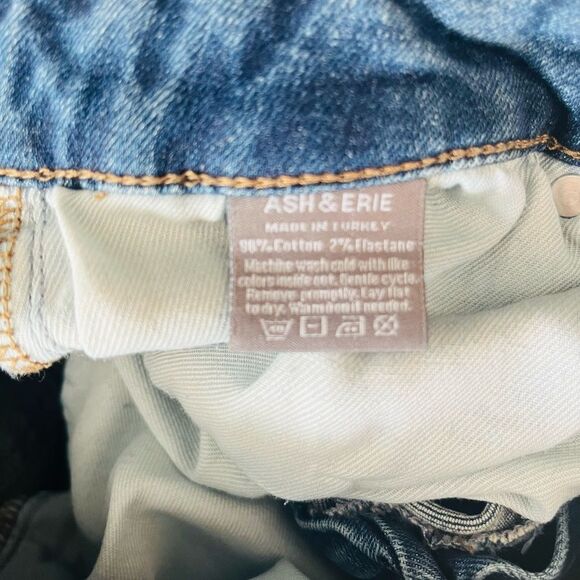 ASH & ERIE
MADE IN TURKEY
98% Cotton 2% Elastane
Machine wash cold with like
colors inside out. Gentle cycle.
Remove promptly. Lay flat
to dry. Warm iron if needed.